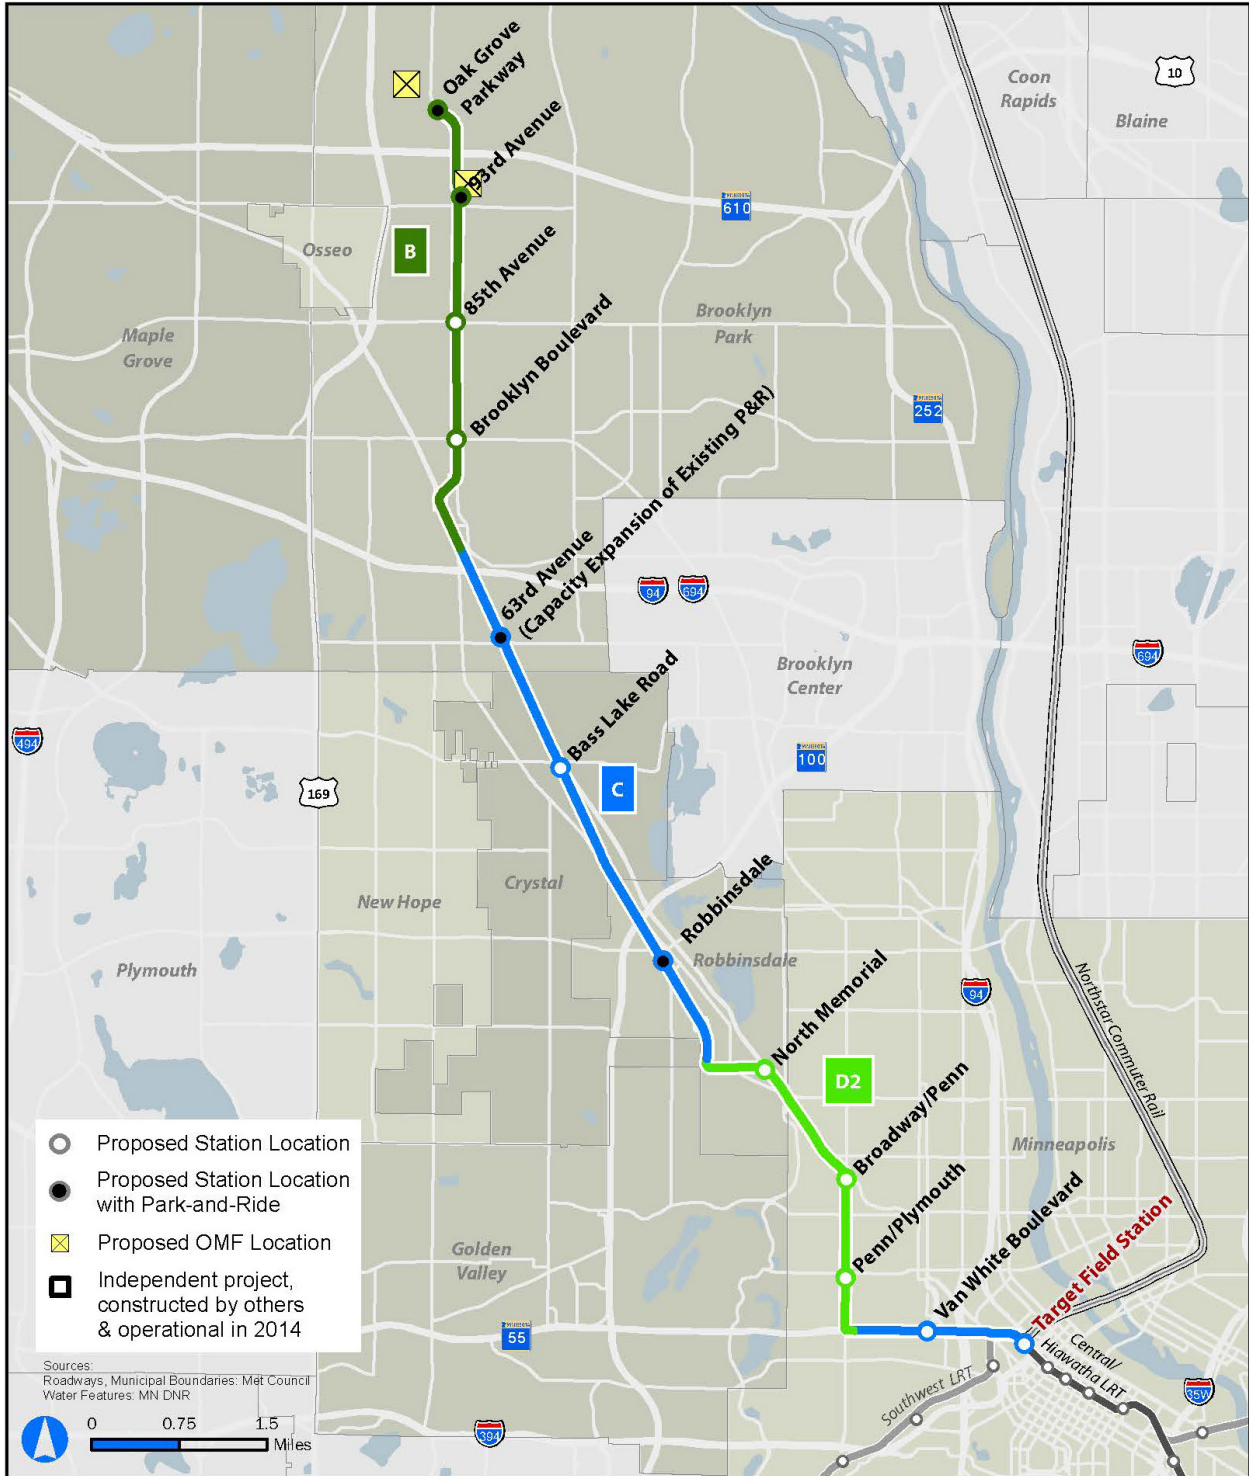 Oak Grove
Parkway
93rd Avenue
10
Coon
Rapids
Blaine
610
Osseo
B
85th Avenue
Brooklyn
Park
Maple
Grove
Brooklyn Boulevard
252
63rd Avenue
(Capacity Expansion of Existing P&R)
94
694
694
Brooklyn
Center
Bass Lake Road
494
100
169
C
Crystal
New Hope
Robbinsdale
Robbinsdale
Plymouth
94
Northstar Commuter Rail
North Memorial
D2
Broadway/Penn
Minneapolis
Penn/Plymouth
Van White Boulevard
Target Field Station
Golden
Valley
55
Central/
Hiawatha LRT
Southwest LRT
35W
394
Proposed Station Location
Proposed Station Location
with Park-and-Ride
Proposed OMF Location
Independent project,
constructed by others
& operational in 2014
Sources:
Roadways, Municipal Boundaries: Met Council
Water Features: MN DNR
0 0.75 1.5
Miles